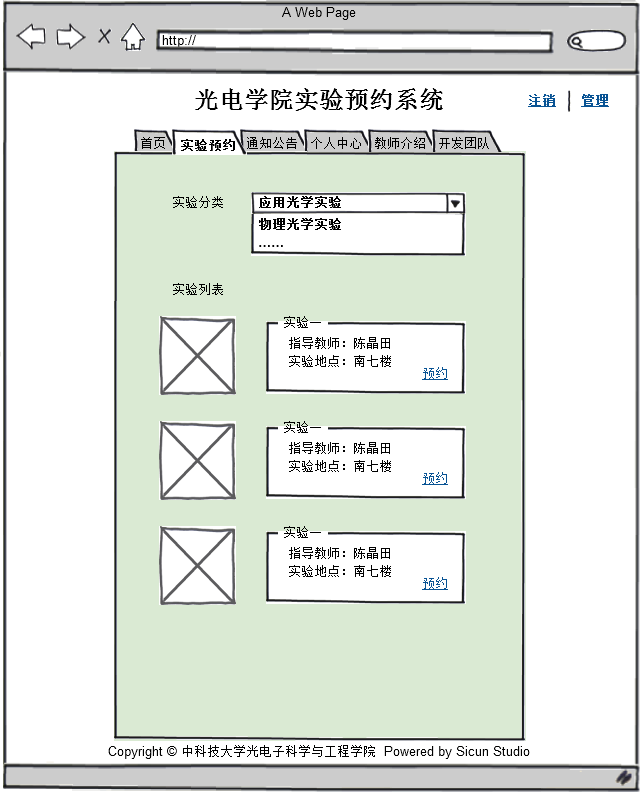 A Web Page
http://
光电学院实验预约系统
注销 | 管理
首页 实验预约 通知公告 个人中心 教师介绍 开发团队
实验分类 应用光学实验
物理光学实验
......
实验列表
实验一
指导教师：陈晶田
实验地点：南七楼
预约
实验一
指导教师：陈晶田
实验地点：南七楼
预约
实验一
指导教师：陈晶田
实验地点：南七楼
预约
Copyright © 中科技大学光电子科学与工程学院 Powered by Sicun Studio